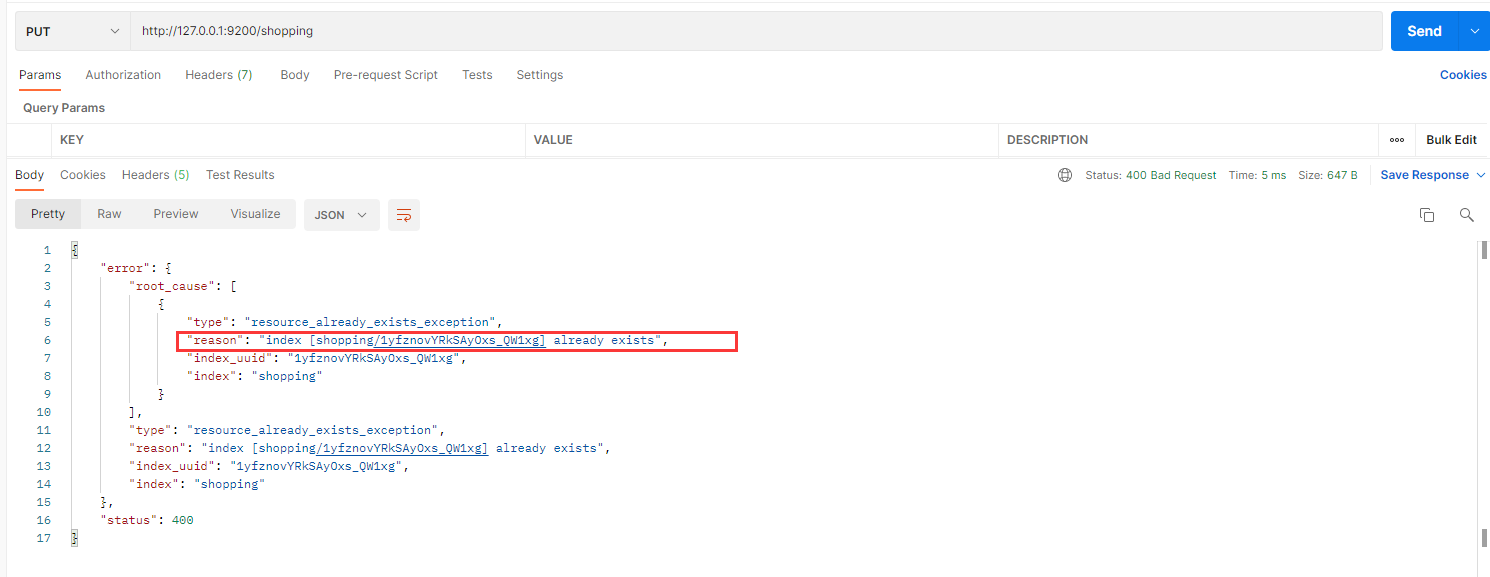 PUT http://127.0.0.1:9200/shopping Send
Params Authorization Headers (7) Body Pre-request Script Tests Settings Cookies
Query Params
KEY VALUE DESCRIPTION ooo Bulk Edit
Body Cookies Headers (5) Test Results Status: 400 Bad Request Time: 5 ms Size: 647 B Save Response
Pretty Raw Preview Visualize JSON
1 {
2 "error": {
3 "root_cause": [
4 {
5 "type": "resource_already_exists_exception",
6 "reason": "index [shopping/1yfznovYRkSAyOxs_QW1xg] already exists",
7 "index_uuid": "1yfznovYRkSAyOxs_QW1xg",
8 "index": "shopping"
9 }
10 ],
11 "type": "resource_already_exists_exception",
12 "reason": "index [shopping/1yfznovYRkSAyOxs_QW1xg] already exists",
13 "index_uuid": "1yfznovYRkSAyOxs_QW1xg",
14 "index": "shopping"
15 },
16 "status": 400
17 }